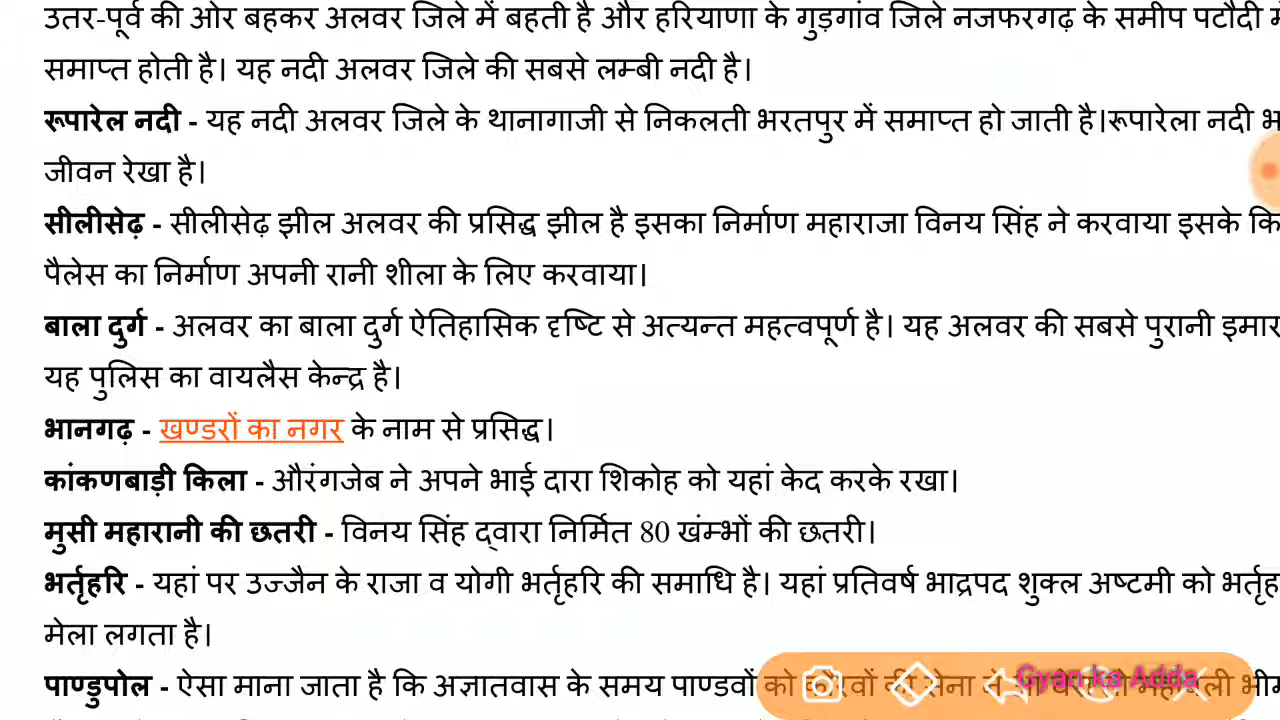 उतर-पूर्व की ओर बहकर अलवर जिले में बहती है और हरियाणा के गुड़गांव जिले नजफरगढ़ के समीप पटौदी
समाप्त होती है। यह नदी अलवर जिले की सबसे लम्बी नदी है।
रूपारेल नदी - यह नदी अलवर जिले के थानागाजी से निकलती भरतपुर में समाप्त हो जाती है।रूपारेला नदी
जीवन रेखा है।
सीलीसेढ़ - सीलीसेढ़ झील अलवर की प्रसिद्ध झील है इसका निर्माण महाराजा विनय सिंह ने करवाया इसके
पैलेस का निर्माण अपनी रानी शीला के लिए करवाया।
बाला दुर्ग - अलवर का बाला दुर्ग ऐतिहासिक दृष्टि से अत्यन्त महत्वपूर्ण है। यह अलवर की सबसे पुरानी
यह पुलिस का वायलैस केन्द्र है।
भानगढ़ - खण्डरों का नगर के नाम से प्रसिद्ध।
कांकणबाड़ी किला - औरंगजेब ने अपने भाई दारा शिकोह को यहां केद करके रखा।
मुसी महारानी की छतरी - विनय सिंह द्वारा निर्मित 80 खंम्भों की छतरी।
भर्तृहरि - यहां पर उज्जैन के राजा व योगी भर्तृहरि की समाधि है। यहां प्रतिवर्ष भाद्रपद शुक्ल अष्टमी को
मेला लगता है।
पाण्डुपोल - ऐसा माना जाता है कि अज्ञातवास के समय पाण्डवों को कौरवों की सेना ने
Gyan ka Adda